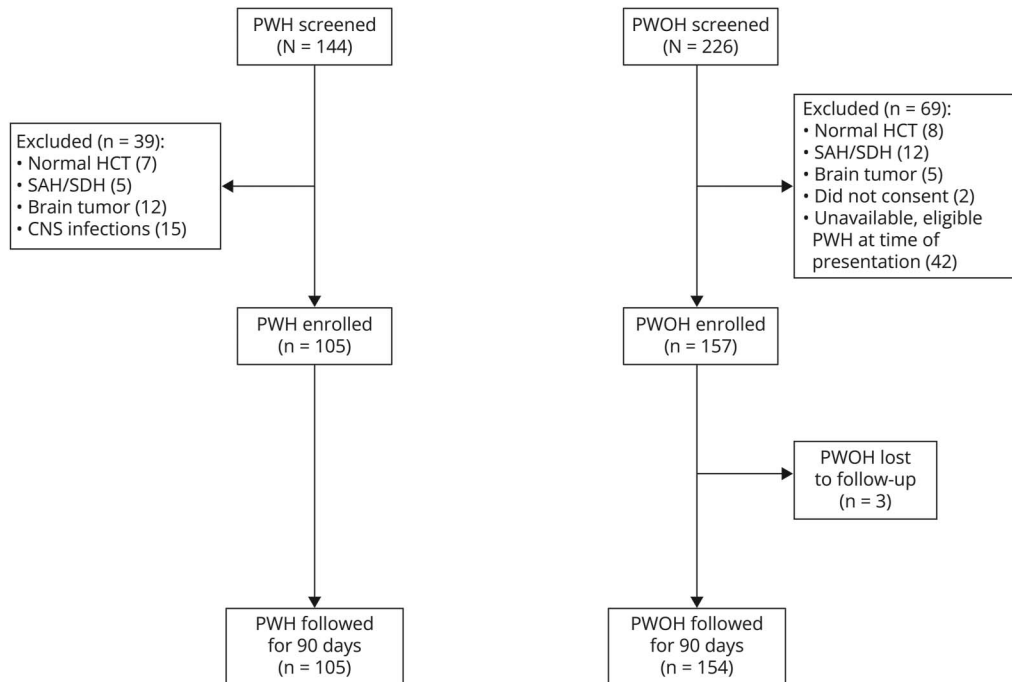 PWH screened
(N = 144)
PWOH screened
(N = 226)
Excluded (n = 39):
• Normal HCT (7)
• SAH/SDH (5)
• Brain tumor (12)
• CNS infections (15)
Excluded (n = 69):
• Normal HCT (8)
• SAH/SDH (12)
• Brain tumor (5)
• Did not consent (2)
• Unavailable, eligible
PWH at time of
presentation (42)
PWH enrolled
(n = 105)
PWOH enrolled
(n = 157)
PWOH lost
to follow-up
(n = 3)
PWH followed
for 90 days
(n = 105)
PWOH followed
for 90 days
(n = 154)